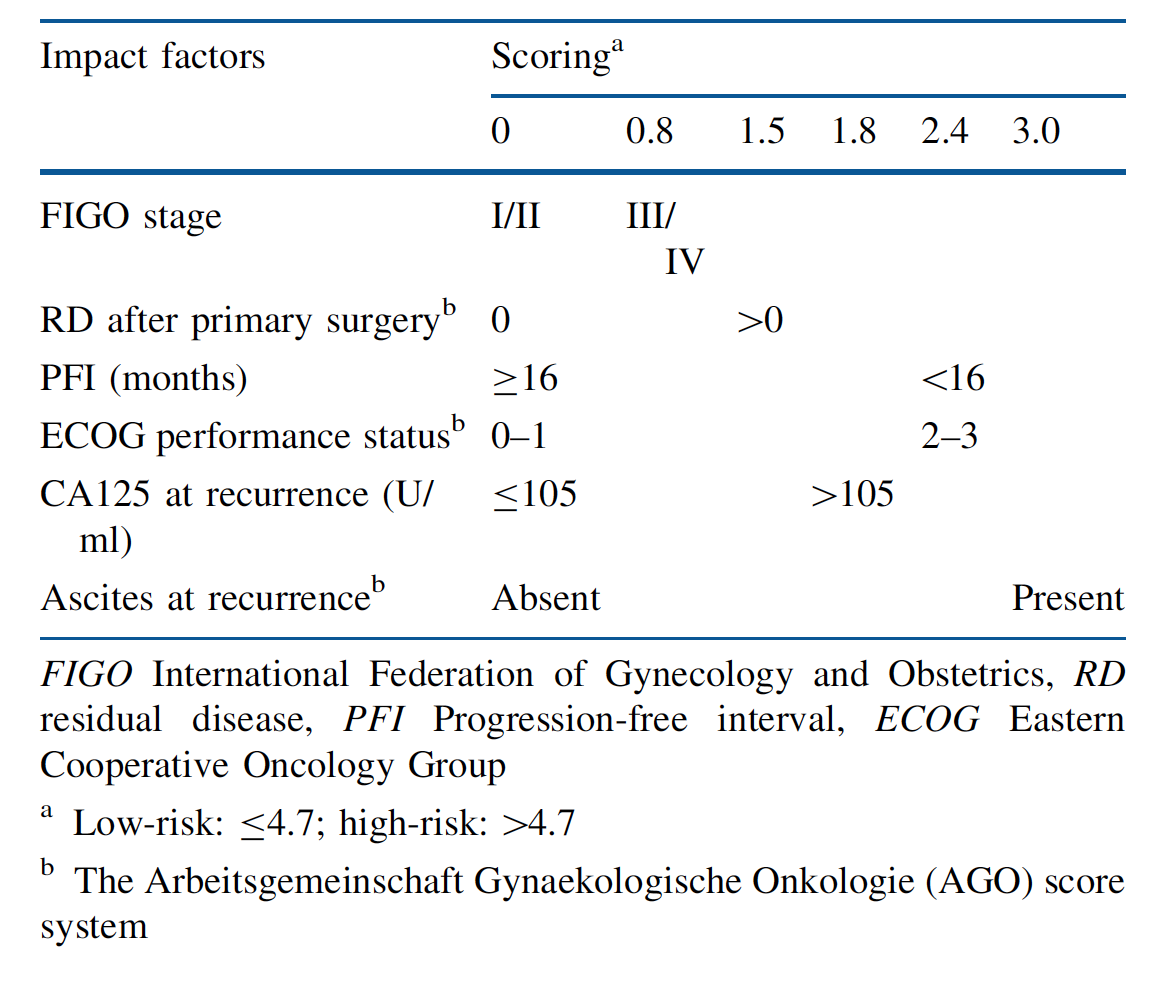 Impact factors Scoringa
0 0.8 1.5 1.8 2.4 3.0
FIGO stage I/II III/
IV
RD after primary surgeryb 0 >0
PFI (months) ≥16 <16
ECOG performance statusb 0–1 2–3
CA125 at recurrence (U/ ≤105 >105
ml)
Ascites at recurrenceb Absent Present
FIGO International Federation of Gynecology and Obstetrics, RD
residual disease, PFI Progression-free interval, ECOG Eastern
Cooperative Oncology Group
a Low-risk: ≤4.7; high-risk: >4.7
b The Arbeitsgemeinschaft Gynaekologische Onkologie (AGO) score
system